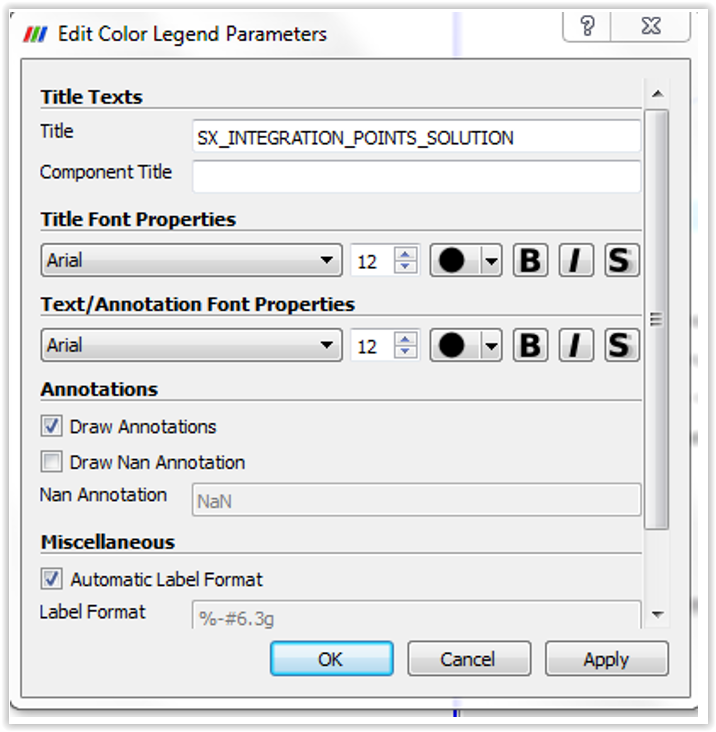 Edit Color Legend Parameters
Title Texts
Title SX_INTEGRATION_POINTS_SOLUTION
Component Title
Title Font Properties
Arial 12 B I S
Text/Annotation Font Properties
Arial 12 B I S
Annotations
Draw Annotations
Draw Nan Annotation
Nan Annotation NaN
Miscellaneous
Automatic Label Format
Label Format %-#6.3g
OK Cancel Apply